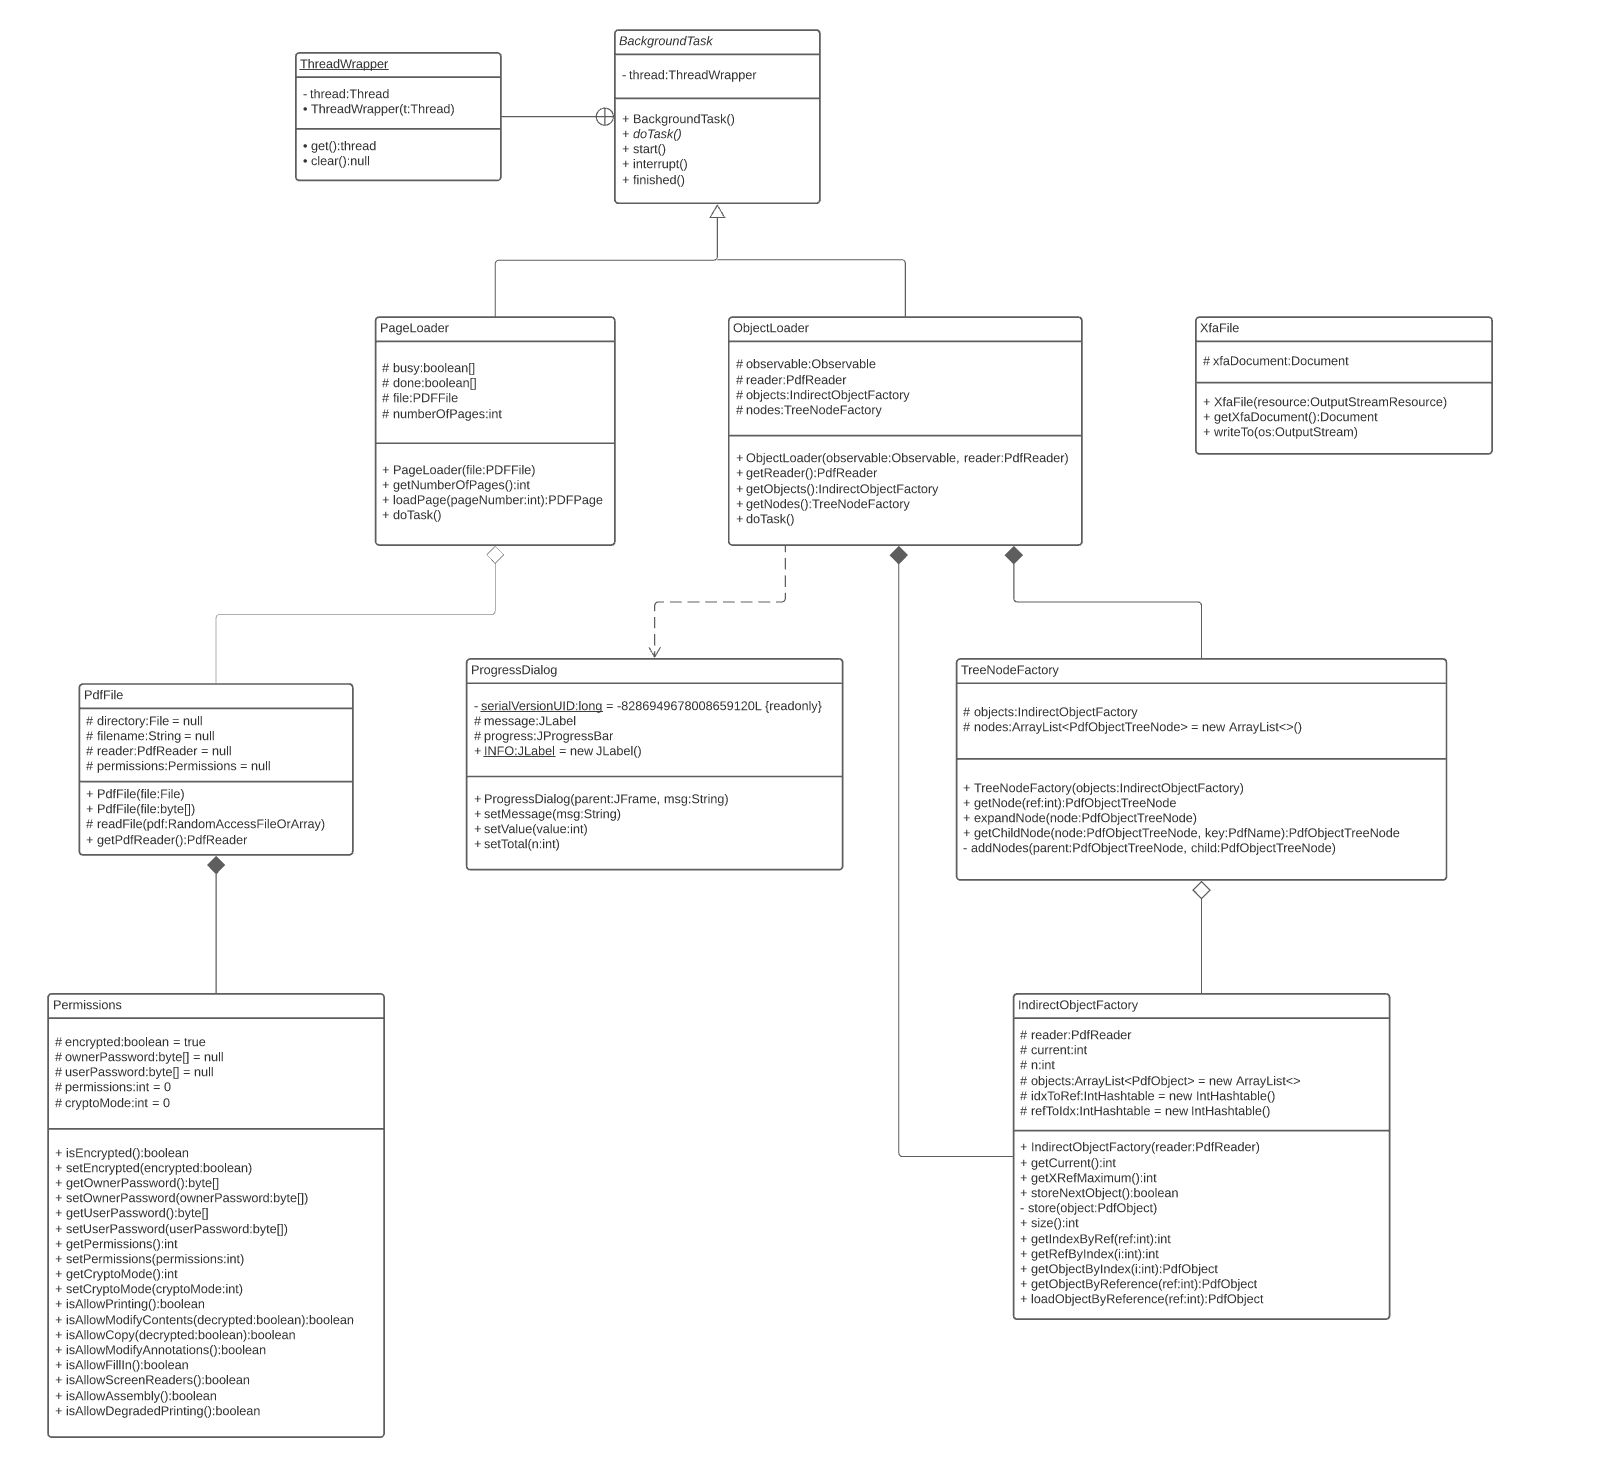 BackgroundTask
- thread:ThreadWrapper
+ BackgroundTask()
+ doTask()
+ start()
+ interrupt()
+ finished()
ThreadWrapper
- thread:Thread
• ThreadWrapper(t:Thread)
• get():thread
• clear():null
PageLoader
# busy:boolean[]
# done:boolean[]
# file:PDFFile
# numberOfPages:int
+ PageLoader(file:PDFFile)
+ getNumberOfPages():int
+ loadPage(pageNumber:int):PDFPage
+ doTask()
ObjectLoader
# observable:Observable
# reader:PdfReader
# objects:IndirectObjectFactory
# nodes:TreeNodeFactory
+ ObjectLoader(observable:Observable, reader:PdfReader)
+ getReader():PdfReader
+ getObjects():IndirectObjectFactory
+ getNodes():TreeNodeFactory
+ doTask()
XfaFile
# xfaDocument:Document
+ XfaFile(resource:OutputStreamResource)
+ getXfaDocument():Document
+ writeTo(os:OutputStream)
PdfFile
# directory:File = null
# filename:String = null
# reader:PdfReader = null
# permissions:Permissions = null
+ PdfFile(file:File)
+ PdfFile(file:byte[])
# readFile(pdf:RandomAccessFileOrArray)
+ getPdfReader():PdfReader
ProgressDialog
- serialVersionUID:long = -8286949678008659120L {readonly}
# message:JLabel
# progress:JProgressBar
+ INFO:JLabel = new JLabel()
+ ProgressDialog(parent:JFrame, msg:String)
+ setMessage(msg:String)
+ setValue(value:int)
+ setTotal(n:int)
TreeNodeFactory
# objects:IndirectObjectFactory
# nodes:ArrayList<PdfObjectTreeNode> = new ArrayList<>()
+ TreeNodeFactory(objects:IndirectObjectFactory)
+ getNode(ref:int):PdfObjectTreeNode
+ expandNode(node:PdfObjectTreeNode)
+ getChildNode(node:PdfObjectTreeNode, key:PdfName):PdfObjectTreeNode
- addNodes(parent:PdfObjectTreeNode, child:PdfObjectTreeNode)
Permissions
# encrypted:boolean = true
# ownerPassword:byte[] = null
# userPassword:byte[] = null
# permissions:int = 0
# cryptoMode:int = 0
+ isEncrypted():boolean
+ setEncrypted(encrypted:boolean)
+ getOwnerPassword():byte[]
+ setOwnerPassword(ownerPassword:byte[])
+ getUserPassword():byte[]
+ setUserPassword(userPassword:byte[])
+ getPermissions():int
+ setPermissions(permissions:int)
+ getCryptoMode():int
+ setCryptoMode(cryptoMode:int)
+ isAllowPrinting():boolean
+ isAllowModifyContents(decrypted:boolean):boolean
+ isAllowCopy(decrypted:boolean):boolean
+ isAllowModifyAnnotations():boolean
+ isAllowFillIn():boolean
+ isAllowScreenReaders():boolean
+ isAllowAssembly():boolean
+ isAllowDegradedPrinting():boolean
IndirectObjectFactory
# reader:PdfReader
# current:int
# n:int
# objects:ArrayList<PdfObject> = new ArrayList<>
# idxToRef:IntHashtable = new IntHashtable()
# refToIdx:IntHashtable = new IntHashtable()
+ IndirectObjectFactory(reader:PdfReader)
+ getCurrent():int
+ getXRefMaximum():int
+ storeNextObject():boolean
- store(object:PdfObject)
+ size():int
+ getIndexByRef(ref:int):int
+ getRefByIndex(i:int):int
+ getObjectByIndex(i:int):PdfObject
+ getObjectByReference(ref:int):PdfObject
+ loadObjectByReference(ref:int):PdfObject